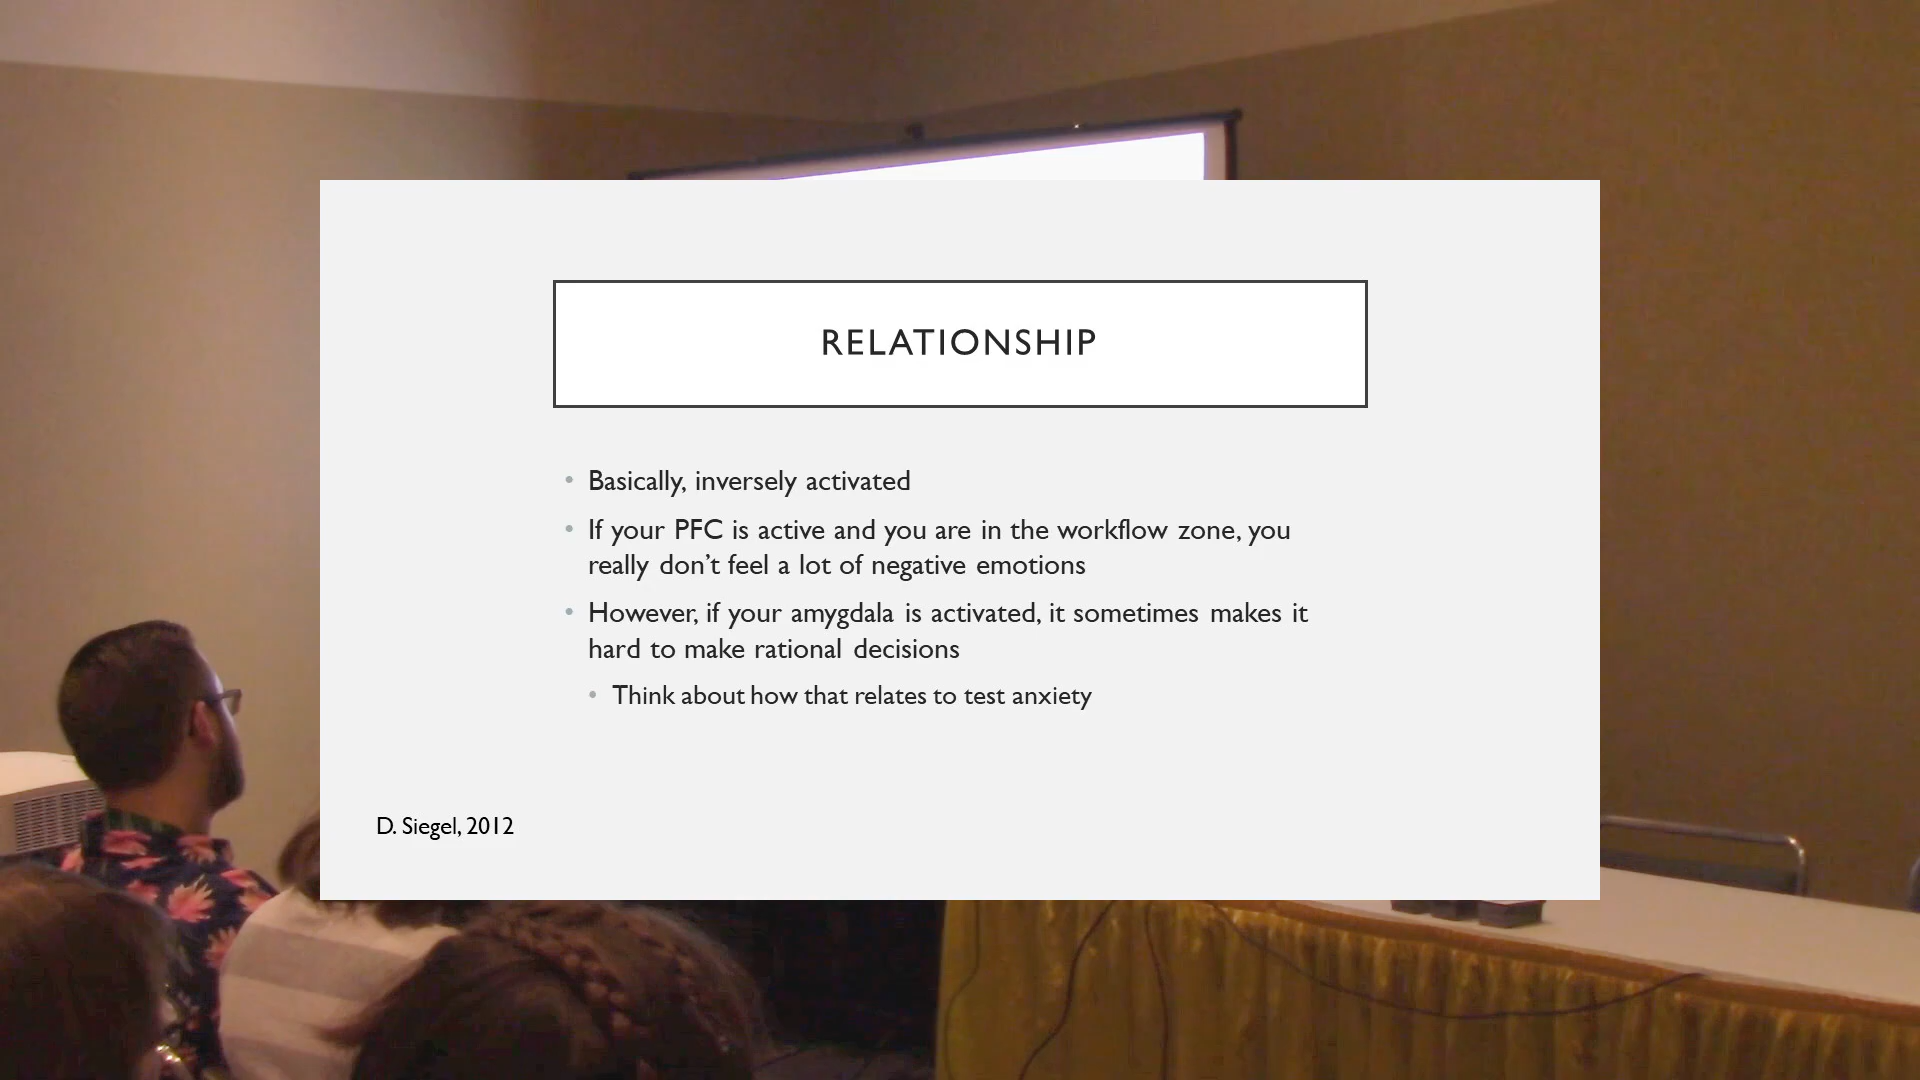 RELATIONSHIP
• Basically, inversely activated
• If your PFC is active and you are in the workflow zone, you
really don’t feel a lot of negative emotions
• However, if your amygdala is activated, it sometimes makes it
hard to make rational decisions
• Think about how that relates to test anxiety
D. Siegel, 2012